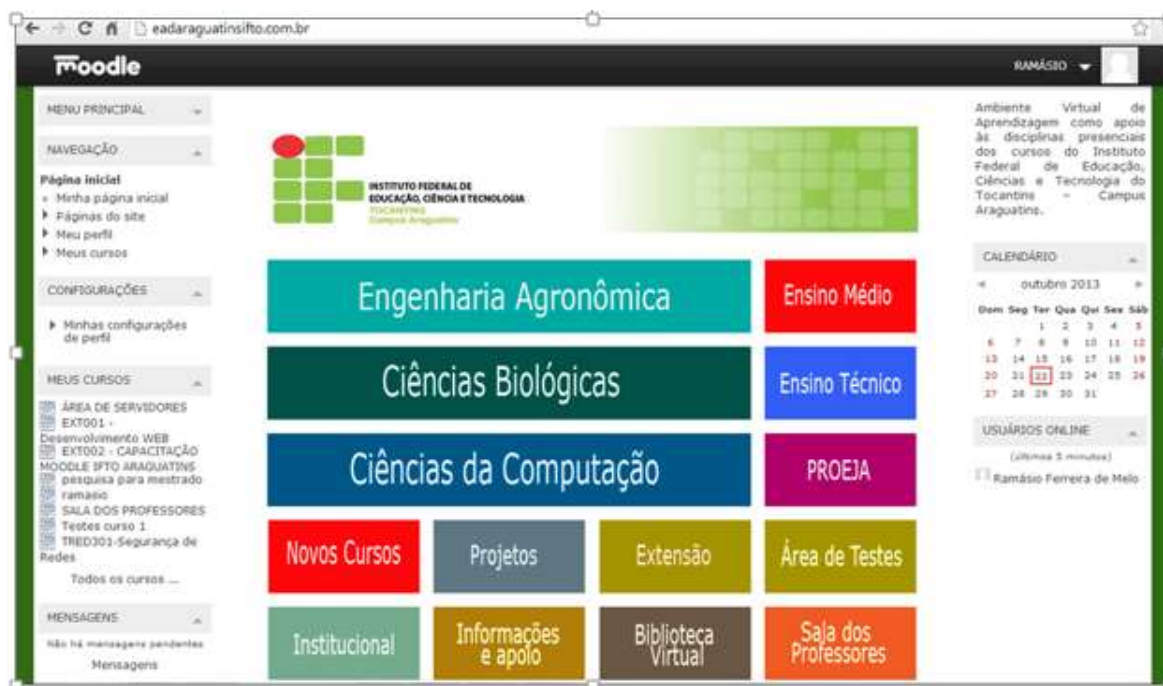 eadaraguatinsifto.com.br
moodle
RAMÁSIO
MENU PRINCIPAL
NAVEGAÇÃO
Página inicial
Minha página inicial
Páginas do site
Meu perfil
Meus cursos
CONFIGURAÇÕES
Minhas configurações
de perfil
MEUS CURSOS
ÁREA DE SERVIDORES
EXT001 -
Desenvolvimento WEB
EXT002 - CAPACITAÇÃO
MOODLE IFTO ARAGUATINS
pesquisa para mestrado
ramasio
SALA DOS PROFESSORES
Testes curso 1
TRED301-Segurança de
Redes
Todos os cursos ...
MENSAGENS
Não há mensagens pendentes
Mensagens
INSTITUTO FEDERAL DE
EDUCAÇÃO, CIÊNCIA E TECNOLOGIA
TOCANTINS
Campus Araguatins
Engenharia Agronômica
Ensino Médio
Ciências Biológicas
Ensino Técnico
Ciências da Computação
PROEJA
Novos Cursos
Projetos
Extensão
Área de Testes
Institucional
Informações
e apoio
Biblioteca
Virtual
Sala dos
Professores
Ambiente Virtual de
Aprendizagem como apoio
às disciplinas presenciais
dos cursos do Instituto
Federal de Educação,
Ciências e Tecnologia do
Tocantins – Campus
Araguatins.
CALENDÁRIO
outubro 2013
Dom Seg Ter Qua Qui Sex Sáb
1 2 3 4 5
6 7 8 9 10 11 12
13 14 15 16 17 18 19
20 21 22 23 24 25 26
27 28 29 30 31
USUÁRIOS ONLINE
(últimos 5 minutos)
Ramásio Ferreira de Melo